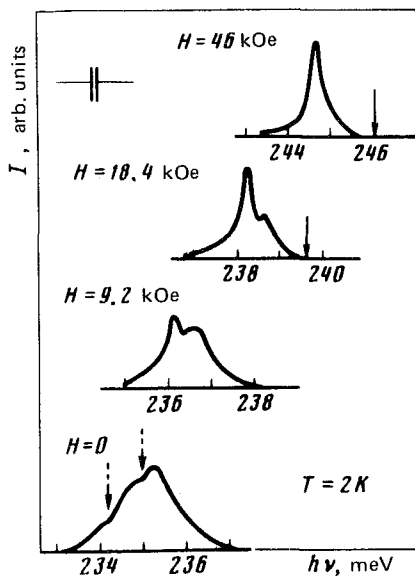 I, arb. units
H = 46 kOe
244 246
H = 18.4 kOe
238 240
H = 9.2 kOe
236 238
H=0
T = 2K
234 236
hν, meV